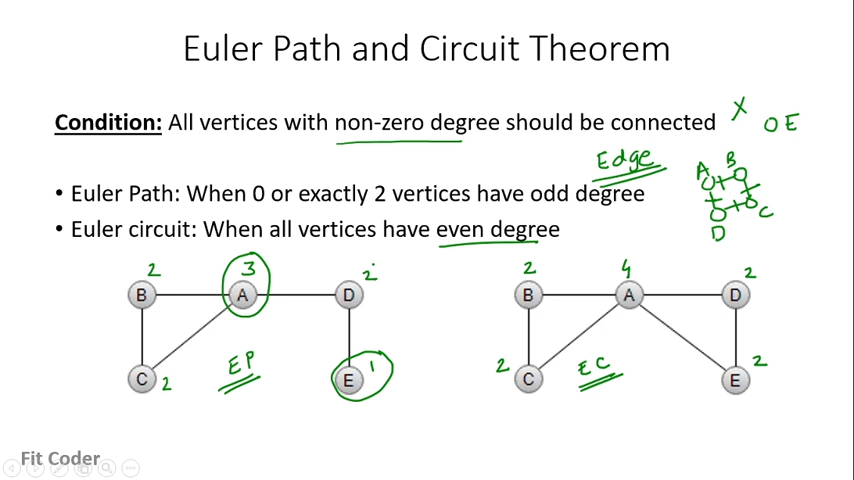 Euler Path and Circuit Theorem
Condition: All vertices with non-zero degree should be connected
X
O E
Edge
A B
C
D
• Euler Path: When 0 or exactly 2 vertices have odd degree
• Euler circuit: When all vertices have even degree
2 3 2 2 4 2
B A D B A D
EP 1 EC
C 2 E 2 C E 2
Fit Coder